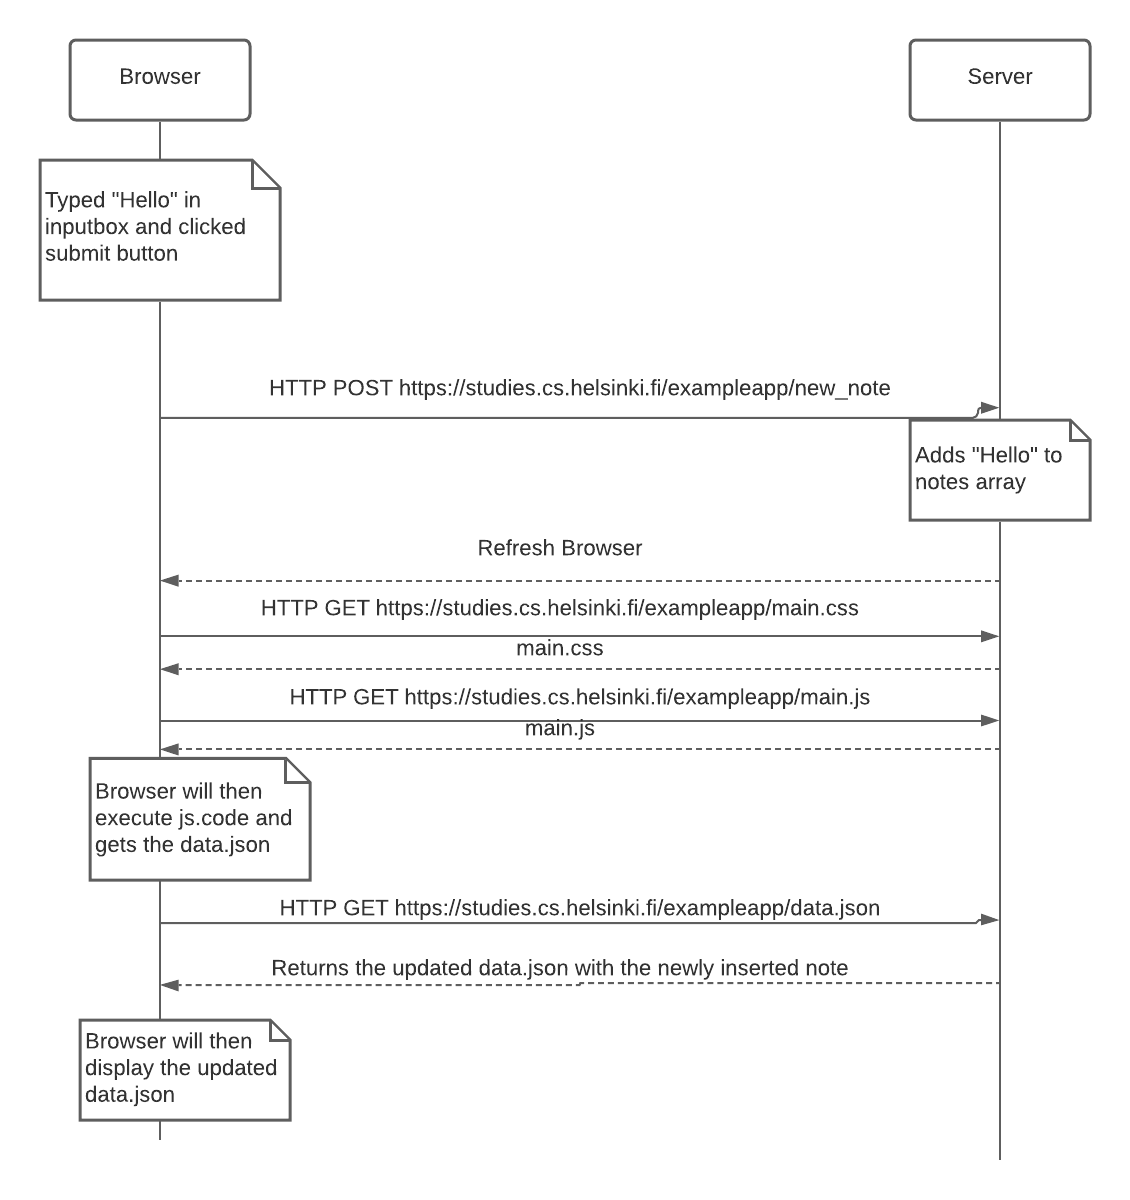 Browser
Server
Typed "Hello" in
inputbox and clicked
submit button
HTTP POST https://studies.cs.helsinki.fi/exampleapp/new_note
Adds "Hello" to
notes array
Refresh Browser
HTTP GET https://studies.cs.helsinki.fi/exampleapp/main.css
main.css
HTTP GET https://studies.cs.helsinki.fi/exampleapp/main.js
main.js
Browser will then
execute js.code and
gets the data.json
HTTP GET https://studies.cs.helsinki.fi/exampleapp/data.json
Returns the updated data.json with the newly inserted note
Browser will then
display the updated
data.json